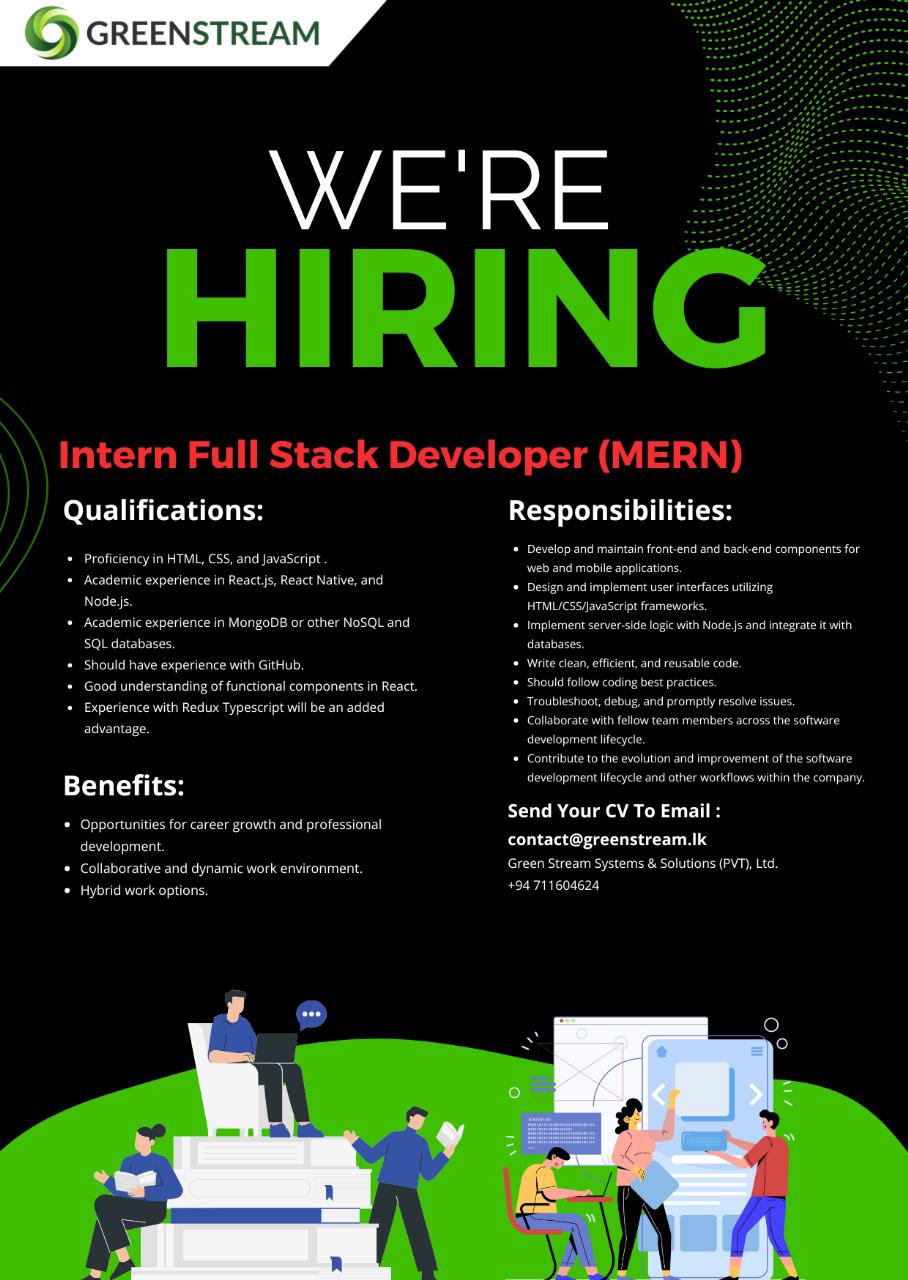 GREENSTREAM
WE'RE
HIRING
Intern Full Stack Developer (MERN)
Qualifications:
• Proficiency in HTML, CSS, and JavaScript .
• Academic experience in React.js, React Native, and
Node.js.
• Academic experience in MongoDB or other NoSQL and
SQL databases.
• Should have experience with GitHub.
• Good understanding of functional components in React.
• Experience with Redux Typescript will be an added
advantage.
Benefits:
• Opportunities for career growth and professional
development.
• Collaborative and dynamic work environment.
• Hybrid work options.
Responsibilities:
• Develop and maintain front-end and back-end components for
web and mobile applications.
• Design and implement user interfaces utilizing
HTML/CSS/JavaScript frameworks.
• Implement server-side logic with Node.js and integrate it with
databases.
• Write clean, efficient, and reusable code.
• Should follow coding best practices.
• Troubleshoot, debug, and promptly resolve issues.
• Collaborate with fellow team members across the software
development lifecycle.
• Contribute to the evolution and improvement of the software
development lifecycle and other workflows within the company.
Send Your CV To Email :
contact@greenstream.lk
Green Stream Systems & Solutions (PVT), Ltd.
+94 711604624